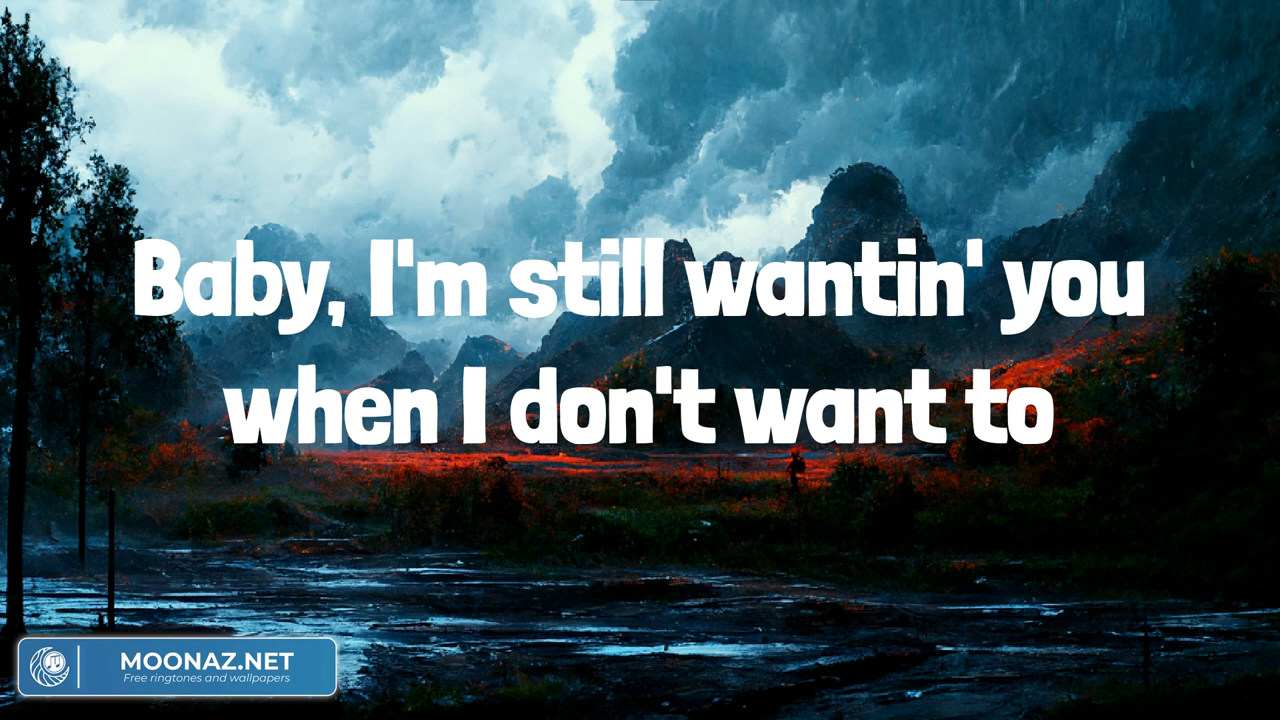 Baby, I'm still wantin' you
when I don't want to
MOONAZ.NET
Free ringtones and wallpapers